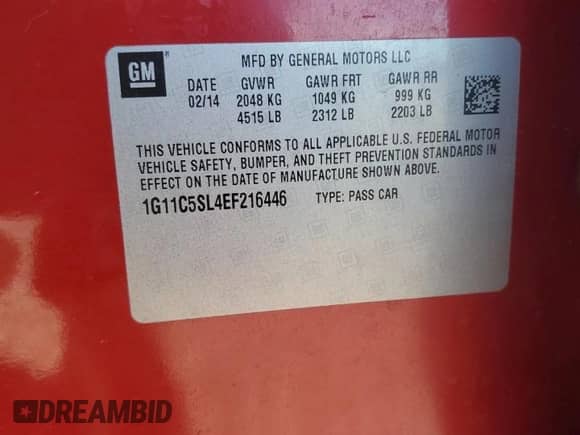 GM
MFD BY GENERAL MOTORS LLC
DATE GVWR GAWR FRT GAWR RR
02/14 2048 KG 1049 KG 999 KG
4515 LB 2312 LB 2203 LB
THIS VEHICLE CONFORMS TO ALL APPLICABLE U.S. FEDERAL MOTOR
VEHICLE SAFETY, BUMPER, AND THEFT PREVENTION STANDARDS IN
EFFECT ON THE DATE OF MANUFACTURE SHOWN ABOVE.
1G11C5SL4EF216446 TYPE: PASS CAR
DREAMBID